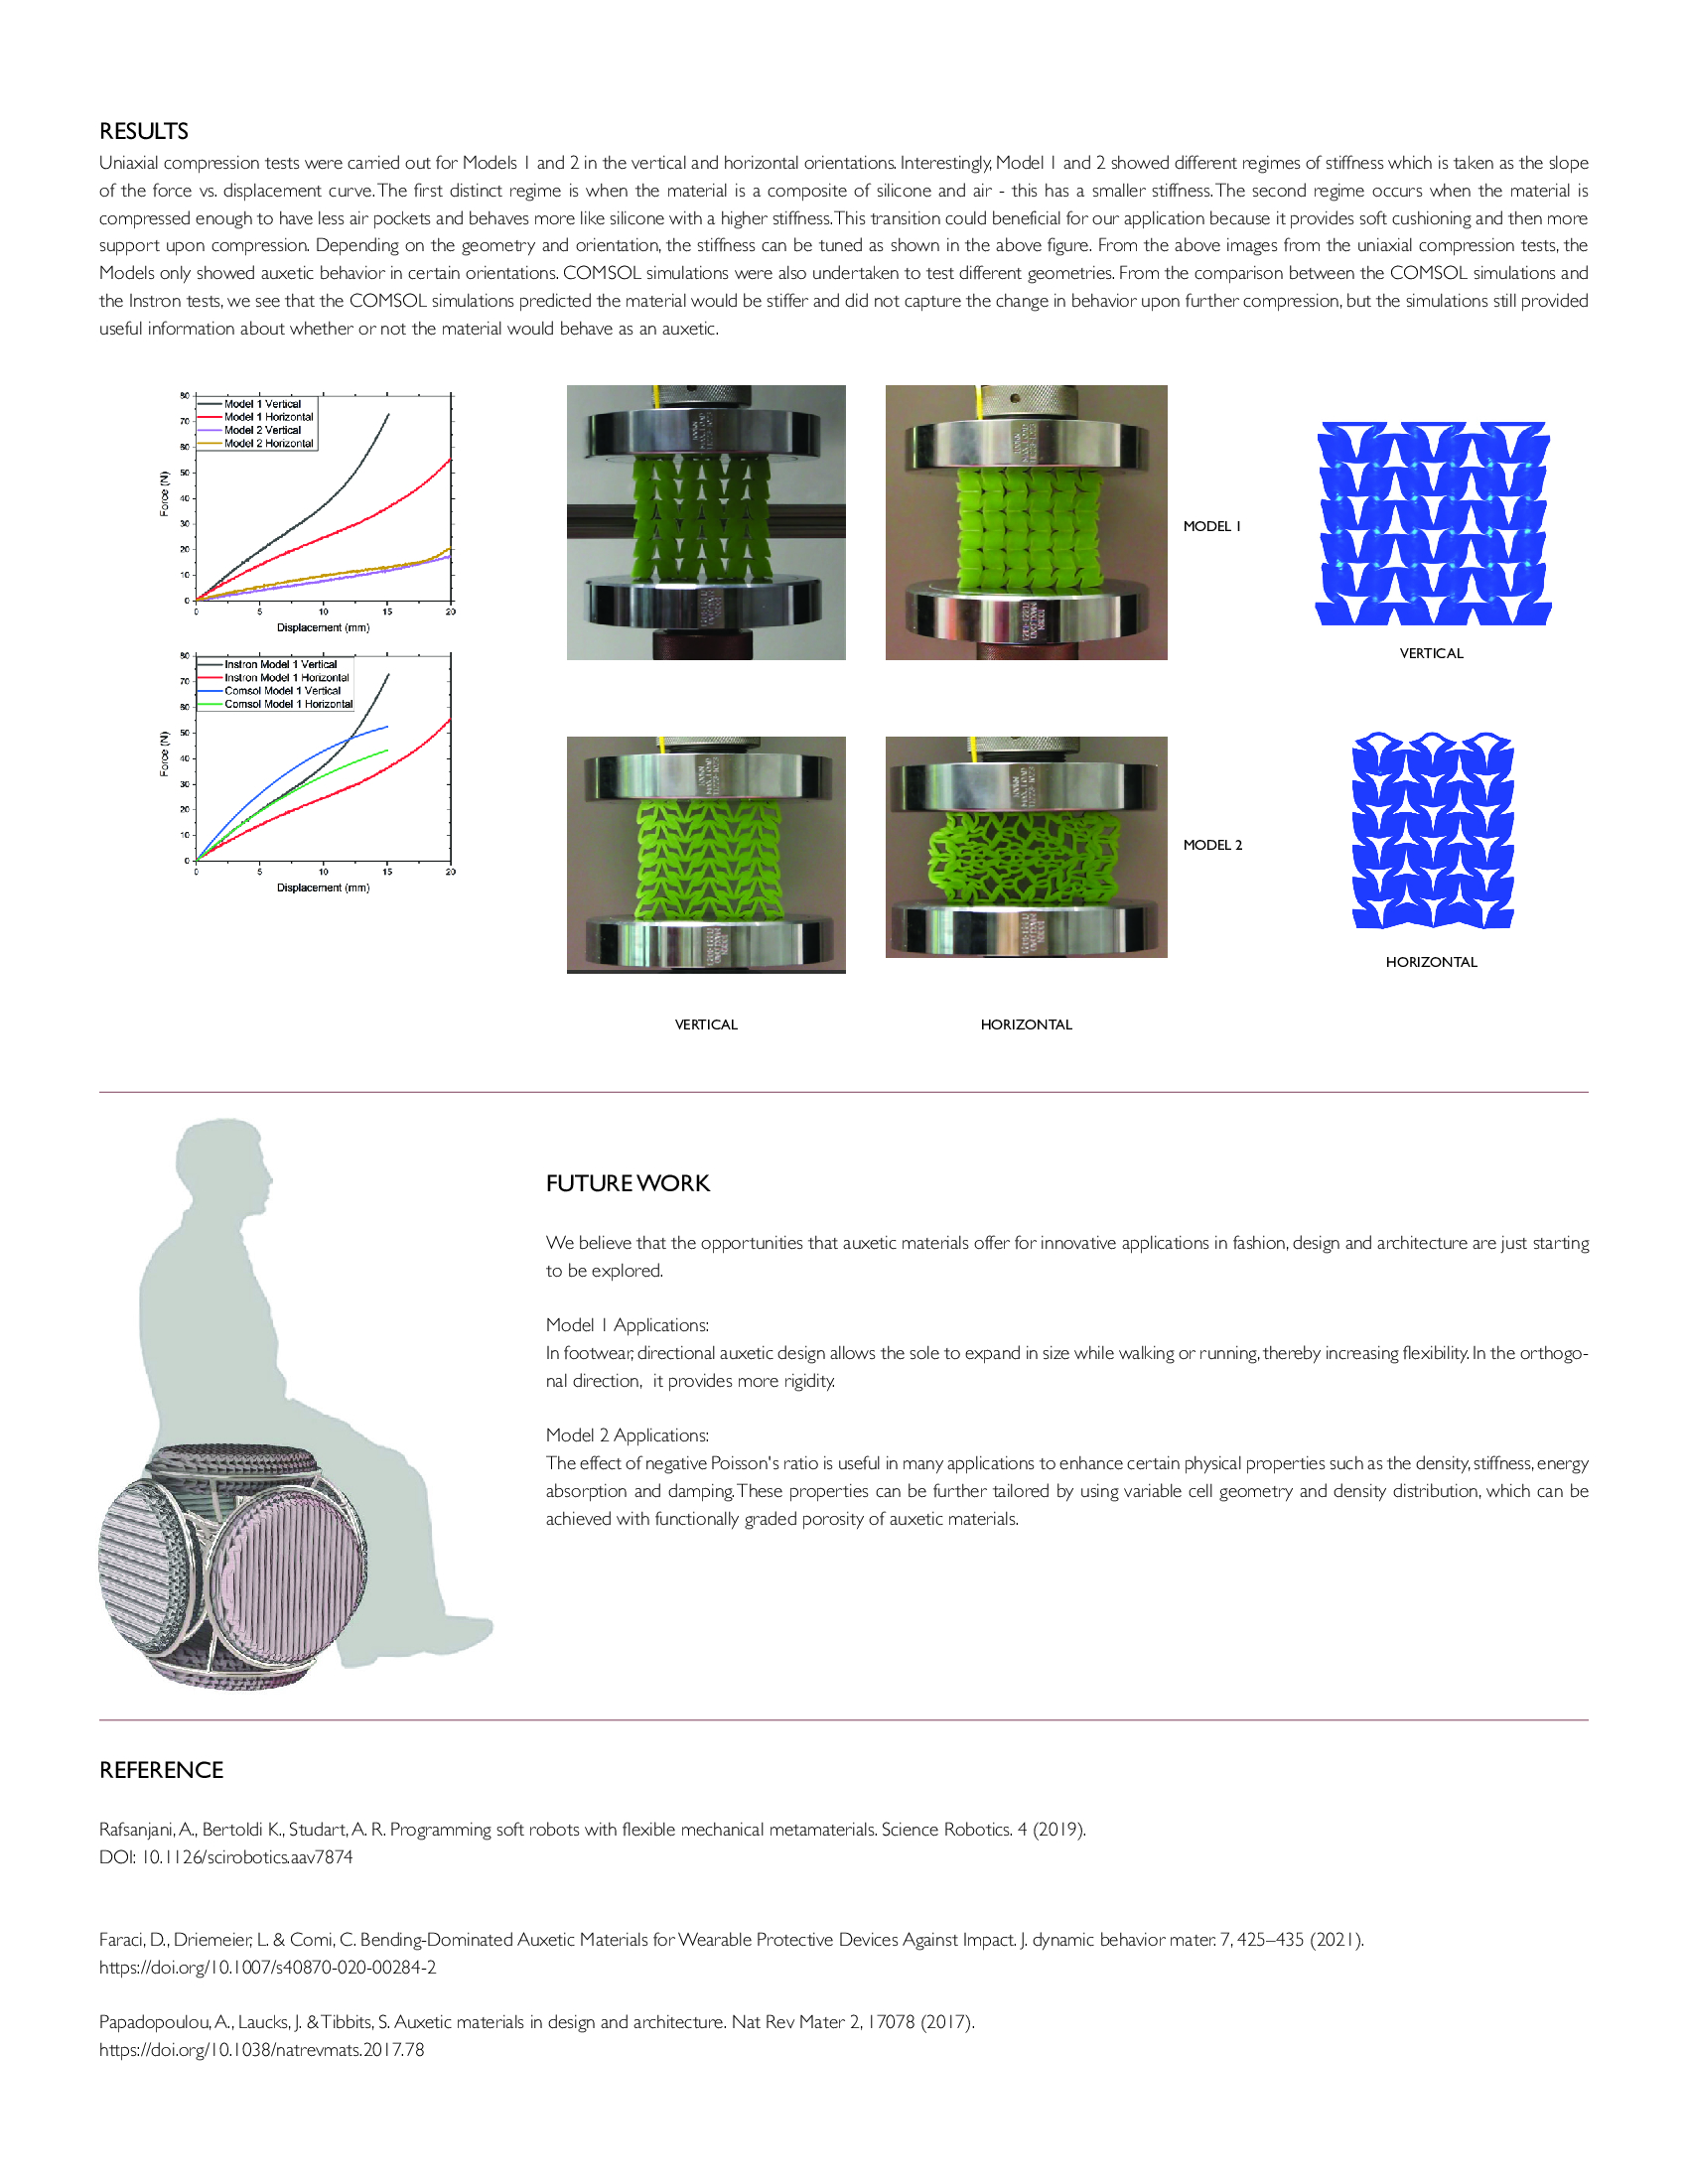 RESULTS
Uniaxial compression tests were carried out for Models 1 and 2 in the vertical and horizontal orientations. Interestingly, Model 1 and 2 showed different regimes of stiffness which is taken as the slope
of the force vs. displacement curve. The first distinct regime is when the material is a composite of silicone and air - this has a smaller stiffness. The second regime occurs when the material is
compressed enough to have less air pockets and behaves more like silicone with a higher stiffness. This transition could beneficial for our application because it provides soft cushioning and then more
support upon compression. Depending on the geometry and orientation, the stiffness can be tuned as shown in the above figure. From the above images from the uniaxial compression tests, the
Models only showed auxetic behavior in certain orientations. COMSOL simulations were also undertaken to test different geometries. From the comparison between the COMSOL simulations and
the Instron tests, we see that the COMSOL simulations predicted the material would be stiffer and did not capture the change in behavior upon further compression, but the simulations still provided
useful information about whether or not the material would behave as an auxetic.
Model 1 Vertical
Model 1 Horizontal
Model 2 Vertical
Model 2 Horizontal
80
70
60
50
40
30
20
10
0
Force (N)
0 5 10 15 20
Displacement (mm)
Instron Model 1 Vertical
Instron Model 1 Horizontal
Comsol Model 1 Vertical
Comsol Model 1 Horizontal
80
70
60
50
40
30
20
10
0
Force (N)
0 5 10 15 20
Displacement (mm)
MODEL 1
VERTICAL
MODEL 2
HORIZONTAL
VERTICAL
HORIZONTAL
FUTURE WORK
We believe that the opportunities that auxetic materials offer for innovative applications in fashion, design and architecture are just starting
to be explored.
Model 1 Applications:
In footwear, directional auxetic design allows the sole to expand in size while walking or running, thereby increasing flexibility. In the orthogo-
nal direction, it provides more rigidity.
Model 2 Applications:
The effect of negative Poisson's ratio is useful in many applications to enhance certain physical properties such as the density, stiffness, energy
absorption and damping. These properties can be further tailored by using variable cell geometry and density distribution, which can be
achieved with functionally graded porosity of auxetic materials.
REFERENCE
Rafsanjani, A., Bertoldi K., Studart, A. R. Programming soft robots with flexible mechanical metamaterials. Science Robotics. 4 (2019).
DOI: 10.1126/scirobotics.aav7874
Faraci, D., Driemeier, L. & Comi, C. Bending-Dominated Auxetic Materials for Wearable Protective Devices Against Impact. J. dynamic behavior mater. 7, 425–435 (2021).
https://doi.org/10.1007/s40870-020-00284-2
Papadopoulou, A., Laucks, J. & Tibbits, S. Auxetic materials in design and architecture. Nat Rev Mater 2, 17078 (2017).
https://doi.org/10.1038/natrevmats.2017.78